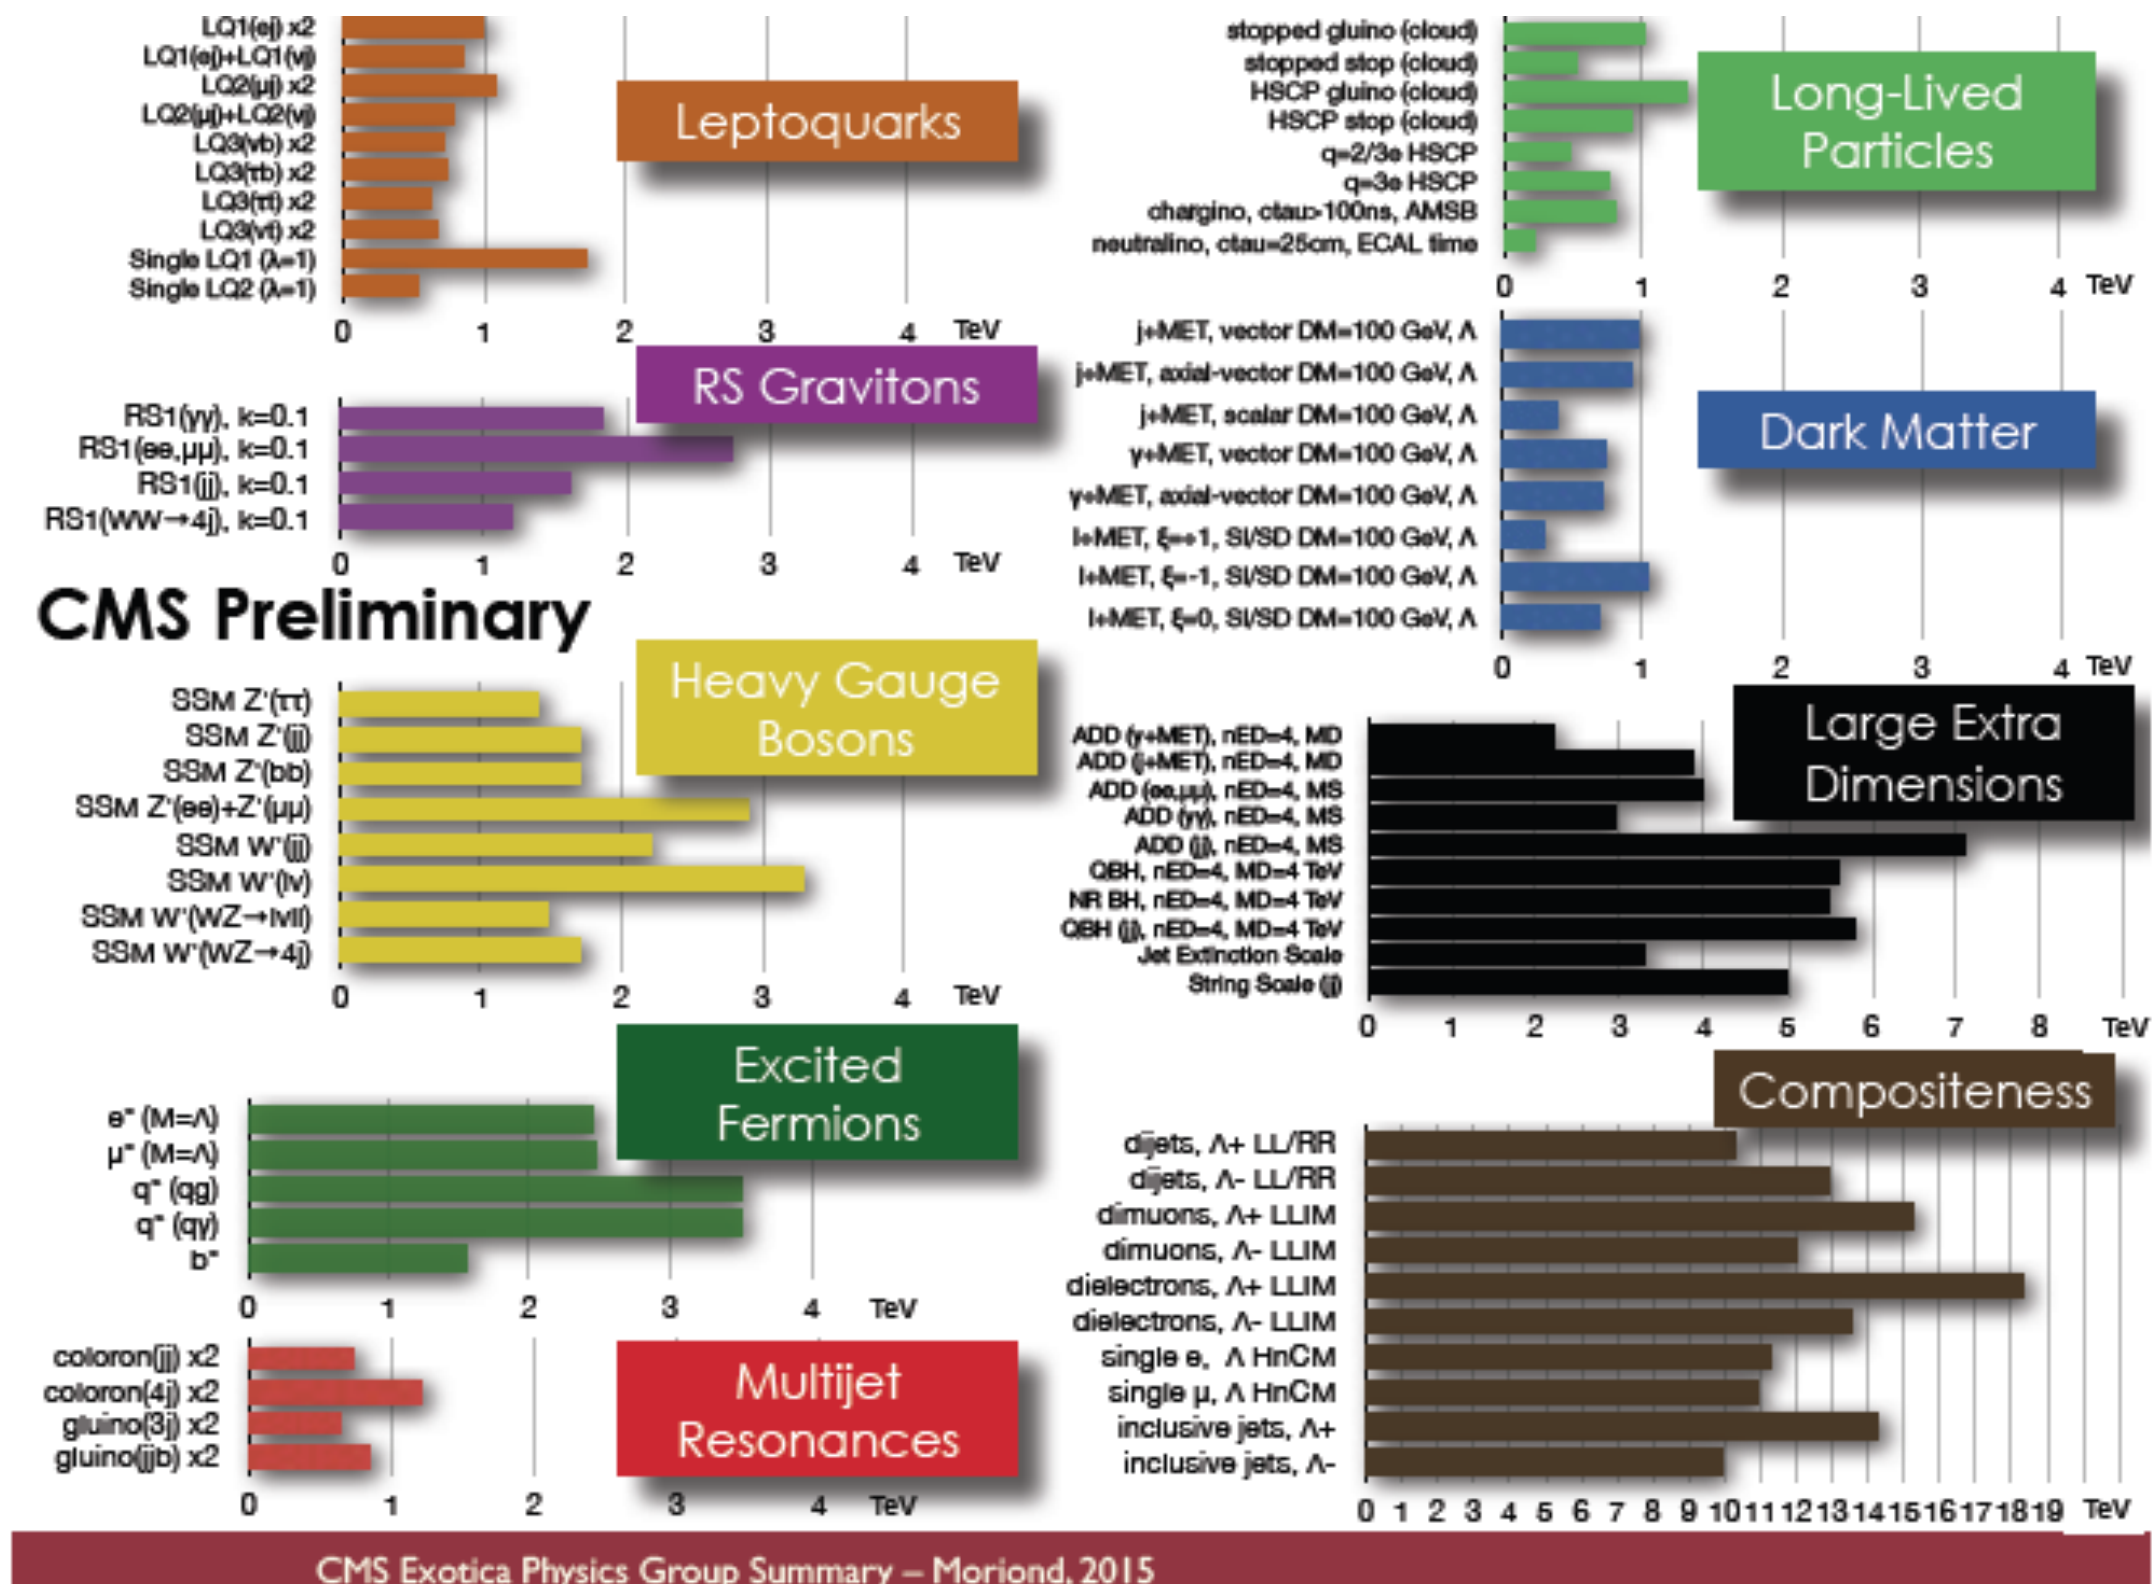 LQ1(ej) x2
LQ1(ej)+LQ1(νj)
LQ2(μj) x2
LQ2(μj)+LQ2(νj)
LQ3(νb) x2
LQ3(τb) x2
LQ3(τt) x2
LQ3(νt) x2
Single LQ1 (λ=1)
Single LQ2 (λ=1)
0 1 2 3 4 TeV
Leptoquarks
RS Gravitons
RS1(γγ), k=0.1
RS1(ee,μμ), k=0.1
RS1(jj), k=0.1
RS1(WW→4j), k=0.1
0 1 2 3 4 TeV
CMS Preliminary
Heavy Gauge
Bosons
SSM Z'(ττ)
SSM Z'(jj)
SSM Z'(bb)
SSM Z'(ee)+Z'(μμ)
SSM W'(jj)
SSM W'(lν)
SSM W'(WZ→lνll)
SSM W'(WZ→4j)
0 1 2 3 4 TeV
Excited
Fermions
e* (M=Λ)
μ* (M=Λ)
q* (qg)
q* (qγ)
b*
0 1 2 3 4 TeV
Multijet
Resonances
coloron(jj) x2
coloron(4j) x2
gluino(3j) x2
gluino(jjb) x2
0 1 2 3 4 TeV
stopped gluino (cloud)
stopped stop (cloud)
HSCP gluino (cloud)
HSCP stop (cloud)
q=2/3e HSCP
q=3e HSCP
chargino, ctau>100ns, AMSB
neutralino, ctau=25cm, ECAL time
0 1 2 3 4 TeV
Long-Lived
Particles
j+MET, vector DM=100 GeV, Λ
j+MET, axial-vector DM=100 GeV, Λ
j+MET, scalar DM=100 GeV, Λ
γ+MET, vector DM=100 GeV, Λ
γ+MET, axial-vector DM=100 GeV, Λ
l+MET, ξ=+1, SI/SD DM=100 GeV, Λ
l+MET, ξ=-1, SI/SD DM=100 GeV, Λ
l+MET, ξ=0, SI/SD DM=100 GeV, Λ
0 1 2 3 4 TeV
Dark Matter
Large Extra
Dimensions
ADD (γ+MET), nED=4, MD
ADD (j+MET), nED=4, MD
ADD (ee,μμ), nED=4, MS
ADD (γγ), nED=4, MS
ADD (jj), nED=4, MS
QBH, nED=4, MD=4 TeV
NR BH, nED=4, MD=4 TeV
QBH (jj), nED=4, MD=4 TeV
Jet Extinction Scale
String Scale (jj)
0 1 2 3 4 5 6 7 8 TeV
Compositeness
dijets, Λ+ LL/RR
dijets, Λ- LL/RR
dimuons, Λ+ LLIM
dimuons, Λ- LLIM
dielectrons, Λ+ LLIM
dielectrons, Λ- LLIM
single e, Λ HnCM
single μ, Λ HnCM
inclusive jets, Λ+
inclusive jets, Λ-
0 1 2 3 4 5 6 7 8 9 10 11 12 13 14 15 16 17 18 19 TeV
CMS Exotica Physics Group Summary – Moriond, 2015